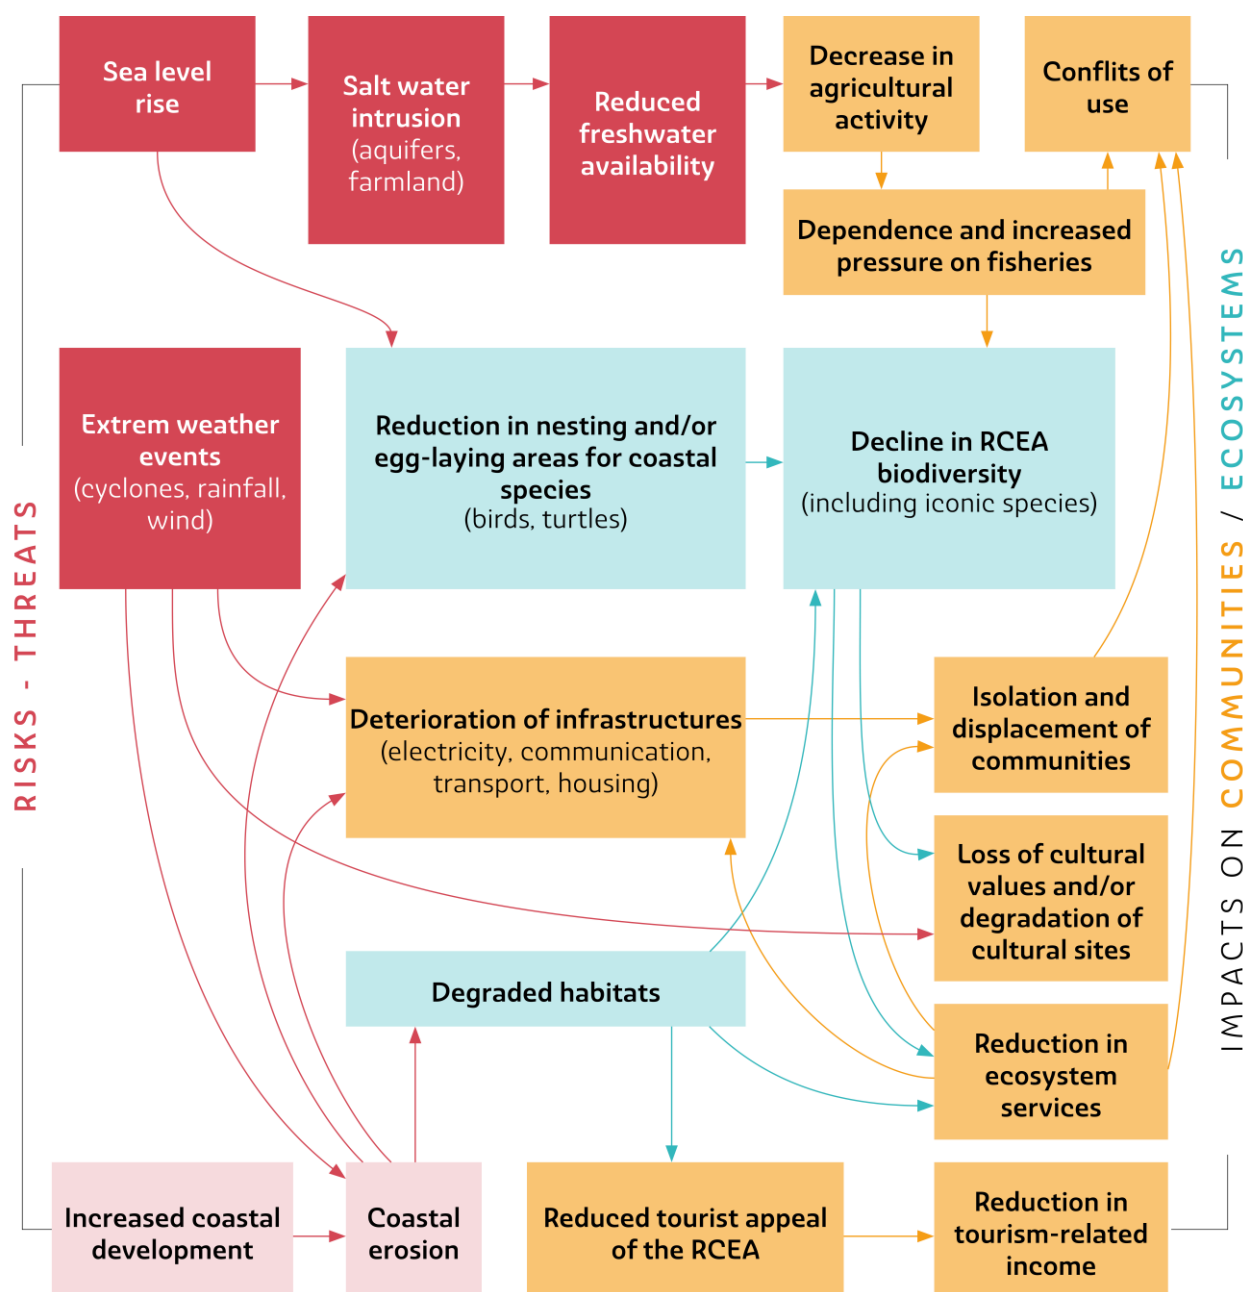 Sea level
rise
Salt water
intrusion
(aquifers,
farmland)
Reduced
freshwater
availability
Decrease in
agricultural
activity
Conflits of
use
Dependence and increased
pressure on fisheries
Extrem weather
events
(cyclones, rainfall,
wind)
Reduction in nesting and/or
egg-laying areas for coastal
species
(birds, turtles)
Decline in RCEA
biodiversity
(including iconic species)
Deterioration of infrastructures
(electricity, communication,
transport, housing)
Isolation and
displacement of
communities
Loss of cultural
values and/or
degradation of
cultural sites
Degraded habitats
Reduction in
ecosystem
services
Increased coastal
development
Coastal
erosion
Reduced tourist appeal
of the RCEA
Reduction in
tourism-related
income
RISKS - THREATS
IMPACTS ON COMMUNITIES / ECOSYSTEMS